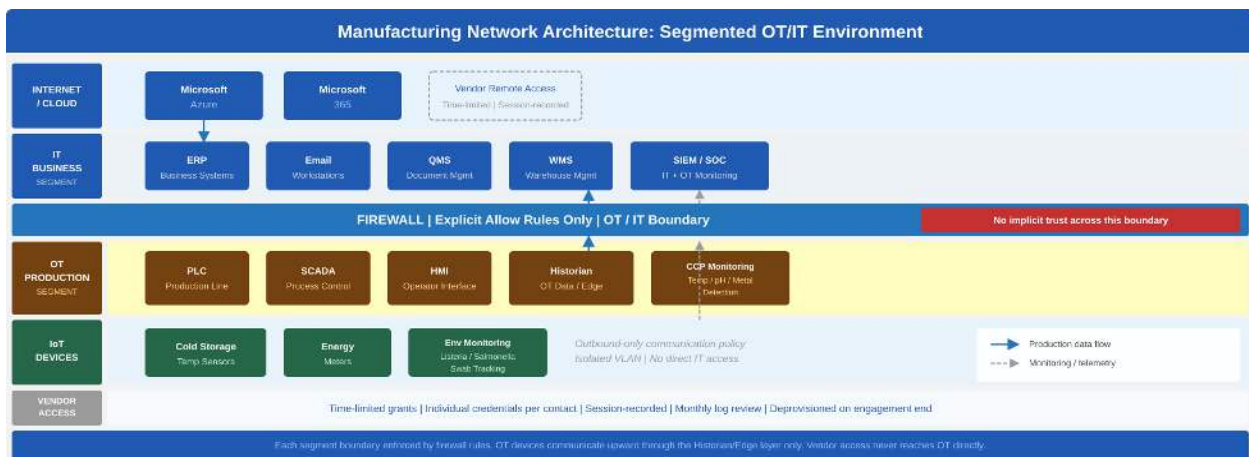 Manufacturing Network Architecture: Segmented OT/IT Environment
INTERNET
/ CLOUD
Microsoft
Azure
Microsoft
365
Vendor Remote Access
Time-limited | Session-recorded
IT
BUSINESS
SEGMENT
ERP
Business Systems
Email
Workstations
QMS
Document Mgmt
WMS
Warehouse Mgmt
SIEM / SOC
IT + OT Monitoring
FIREWALL | Explicit Allow Rules Only | OT / IT Boundary
No implicit trust across this boundary
OT
PRODUCTION
SEGMENT
PLC
Production Line
SCADA
Process Control
HMI
Operator Interface
Historian
OT Data / Edge
CCP Monitoring
Temp / pH / Metal
Detection
IoT
DEVICES
Cold Storage
Temp Sensors
Energy
Meters
Env Monitoring
Listeria / Salmonella
Swab Tracking
Outbound-only communication policy
Isolated VLAN | No direct IT access
Production data flow
Monitoring / telemetry
VENDOR
ACCESS
Time-limited grants | Individual credentials per contact | Session-recorded | Monthly log review | Deprovisioned on engagement end
Each segment boundary enforced by firewall rules. OT devices communicate upward through the Historian/Edge layer only. Vendor access never reaches OT directly.